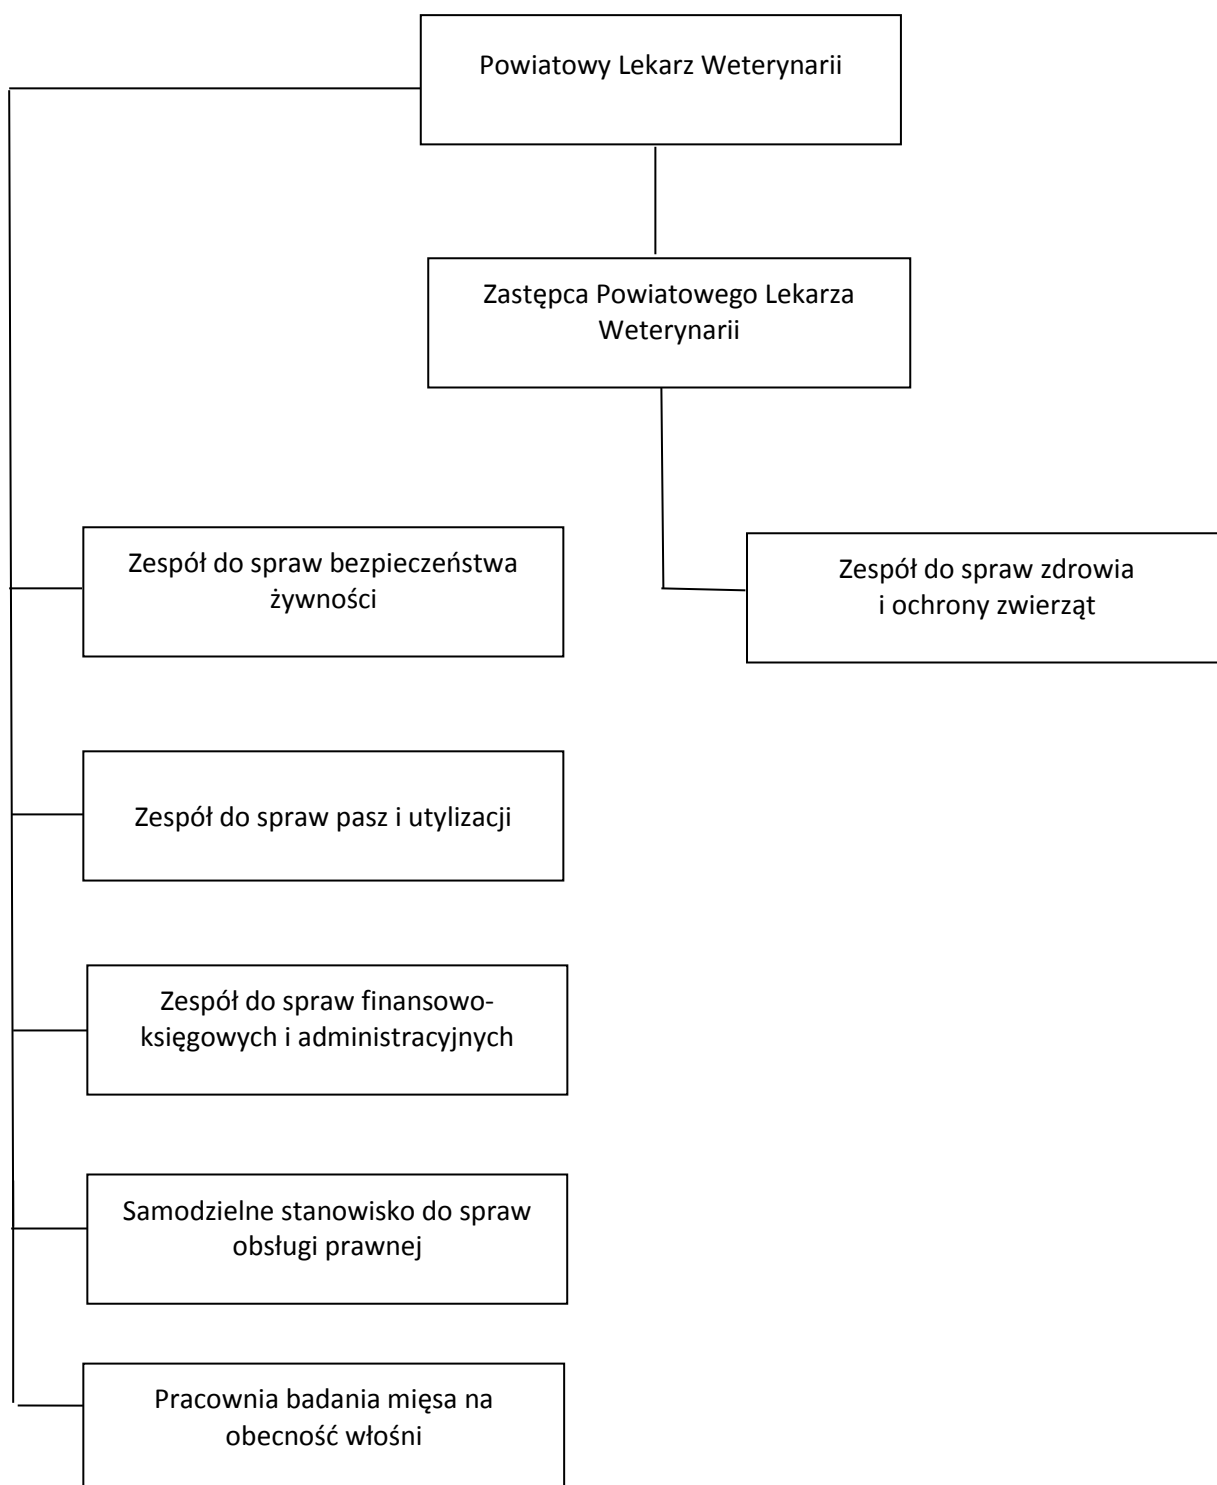 Powiatowy Lekarz Weterynarii
Zastępca Powiatowego Lekarza
Weterynarii
Zespół do spraw bezpieczeństwa
żywności
Zespół do spraw zdrowia
i ochrony zwierząt
Zespół do spraw pasz i utylizacji
Zespół do spraw finansowo-
księgowych i administracyjnych
Samodzielne stanowisko do spraw
obsługi prawnej
Pracownia badania mięsa na
obecność włośni